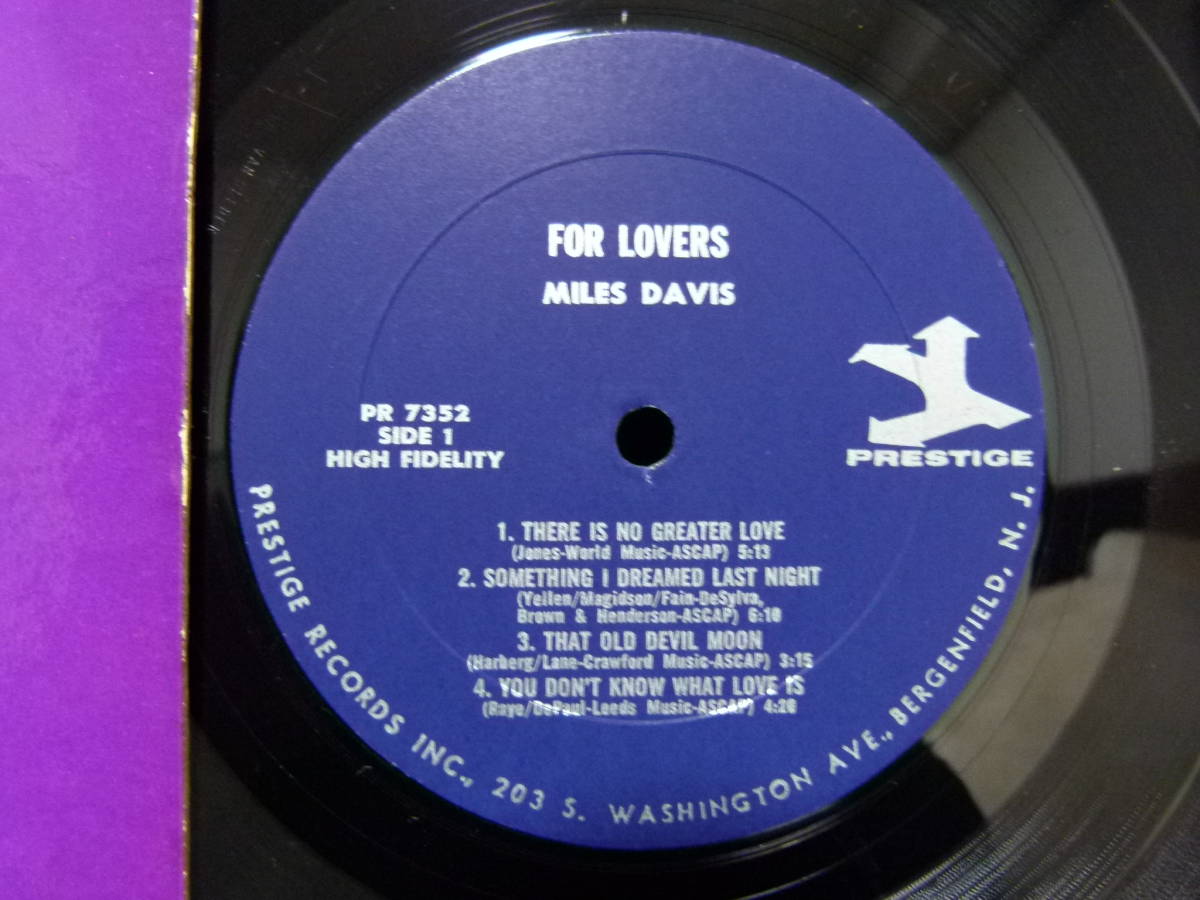 FOR LOVERS
MILES DAVIS
PR 7352
SIDE 1
HIGH FIDELITY
PRESTIGE
1. THERE IS NO GREATER LOVE
(Jones-World Music-ASCAP) 5:13
2. SOMETHING I DREAMED LAST NIGHT
(Yellen/Magidson/Fain-DeSylva,
Brown & Henderson-ASCAP) 6:10
3. THAT OLD DEVIL MOON
(Harberg/Lane-Crawford Music-ASCAP) 3:15
4. YOU DON'T KNOW WHAT LOVE IS
(Raye/DePaul-Leeds Music-ASCAP) 4:20
PRESTIGE RECORDS INC., 203 S. WASHINGTON AVE., BERGENFIELD, N. J.
VAN GELDER